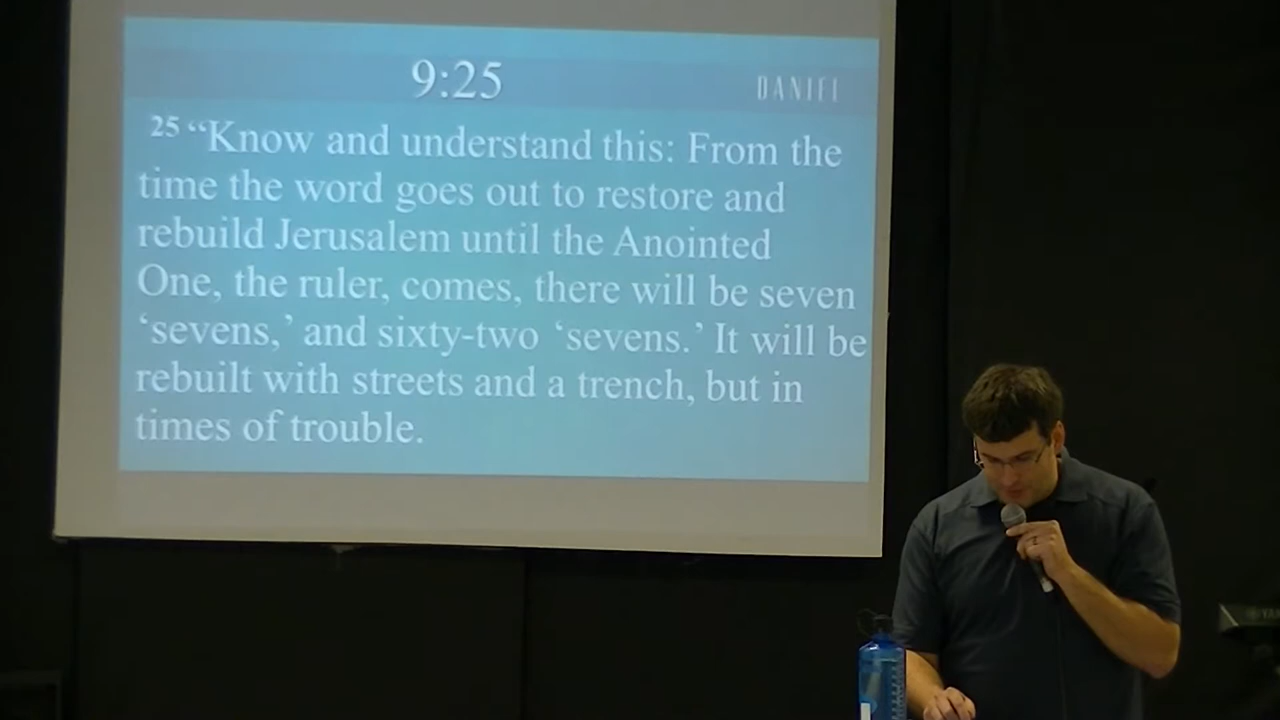 9:25
DANIEL
25 “Know and understand this: From the
time the word goes out to restore and
rebuild Jerusalem until the Anointed
One, the ruler, comes, there will be seven
‘sevens,’ and sixty-two ‘sevens.’ It will be
rebuilt with streets and a trench, but in
times of trouble.